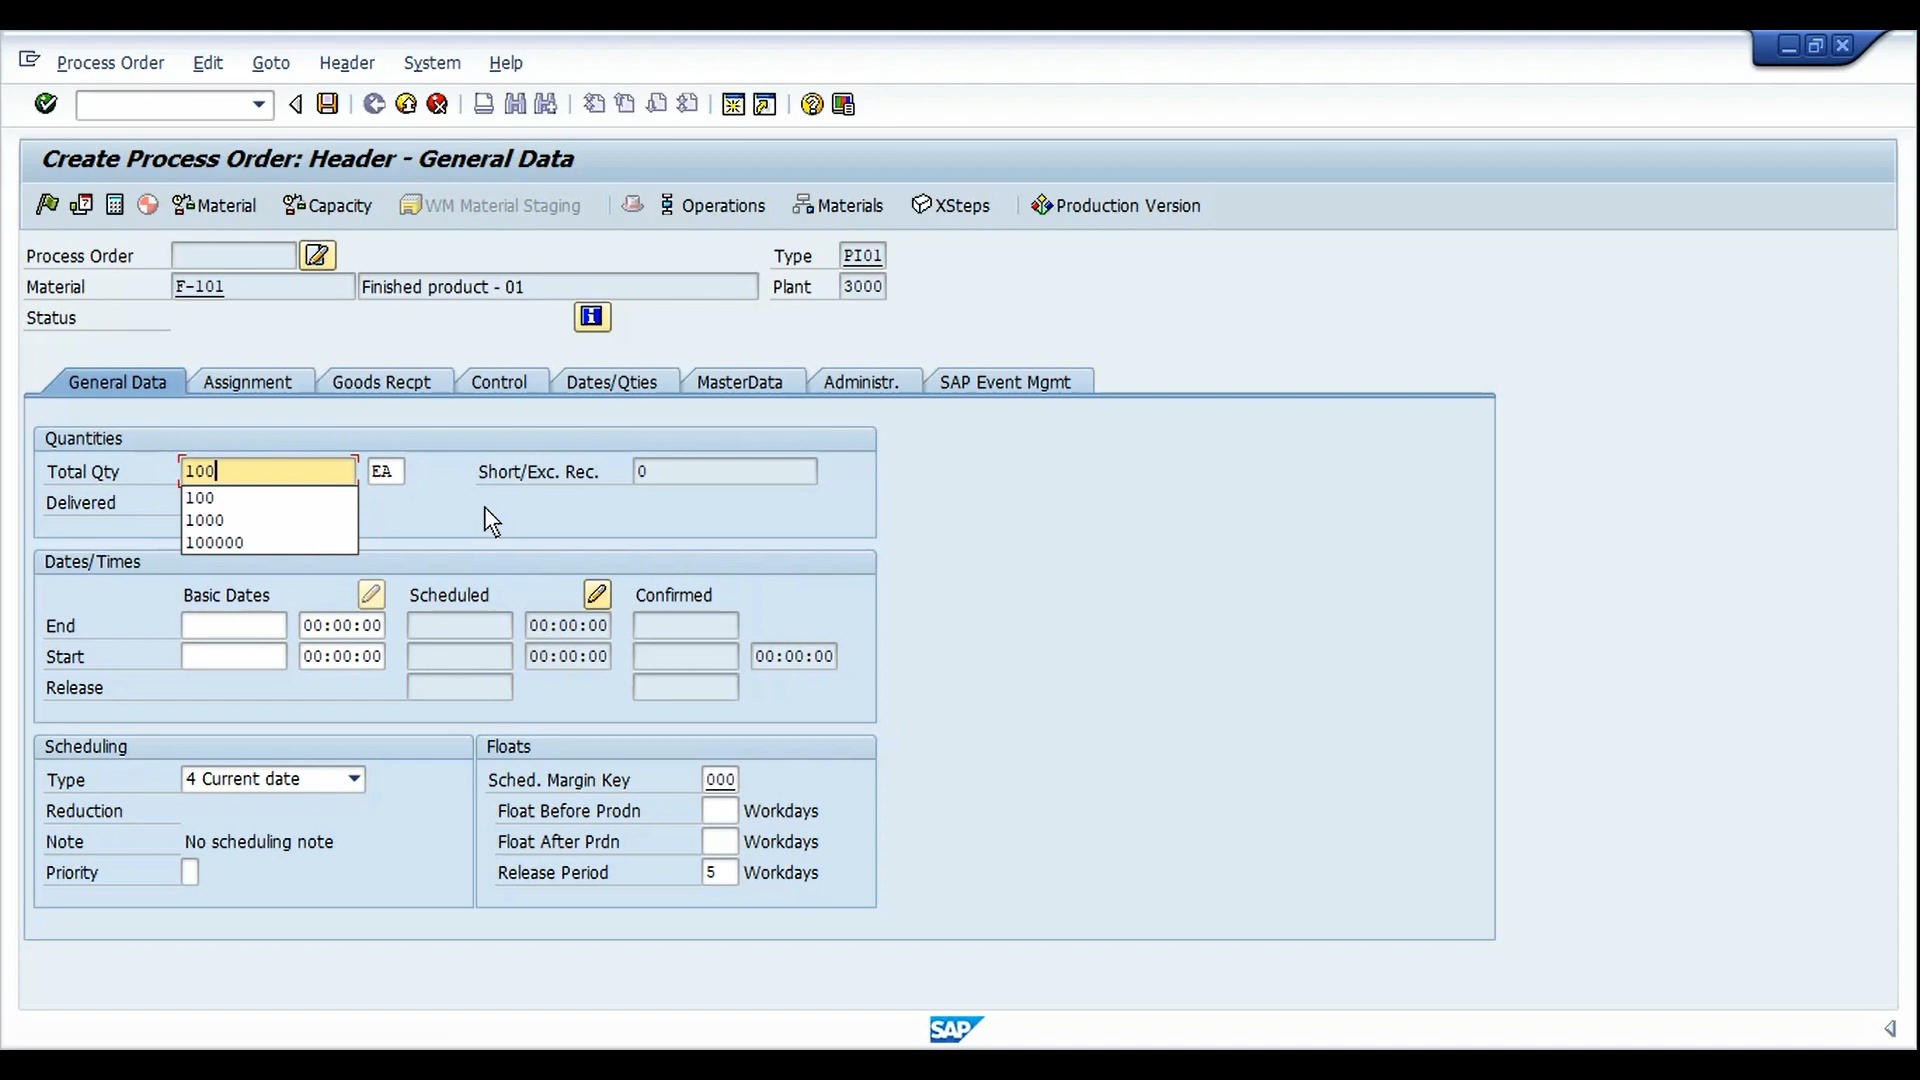 Process Order Edit Goto Header System Help
Create Process Order: Header - General Data
Material Capacity WM Material Staging Operations Materials XSteps Production Version
Process Order Type PI01
Material F-101 Finished product - 01 Plant 3000
Status
General Data Assignment Goods Recpt Control Dates/Qties MasterData Administr. SAP Event Mgmt
Quantities
Total Qty 100 EA Short/Exc. Rec. 0
100
Delivered
1000
100000
Dates/Times
Basic Dates Scheduled Confirmed
End 00:00:00 00:00:00
Start 00:00:00 00:00:00 00:00:00
Release
Scheduling Floats
Type 4 Current date Sched. Margin Key 000
Reduction Float Before Prodn Workdays
Note No scheduling note Float After Prdn Workdays
Priority Release Period 5 Workdays
SAP